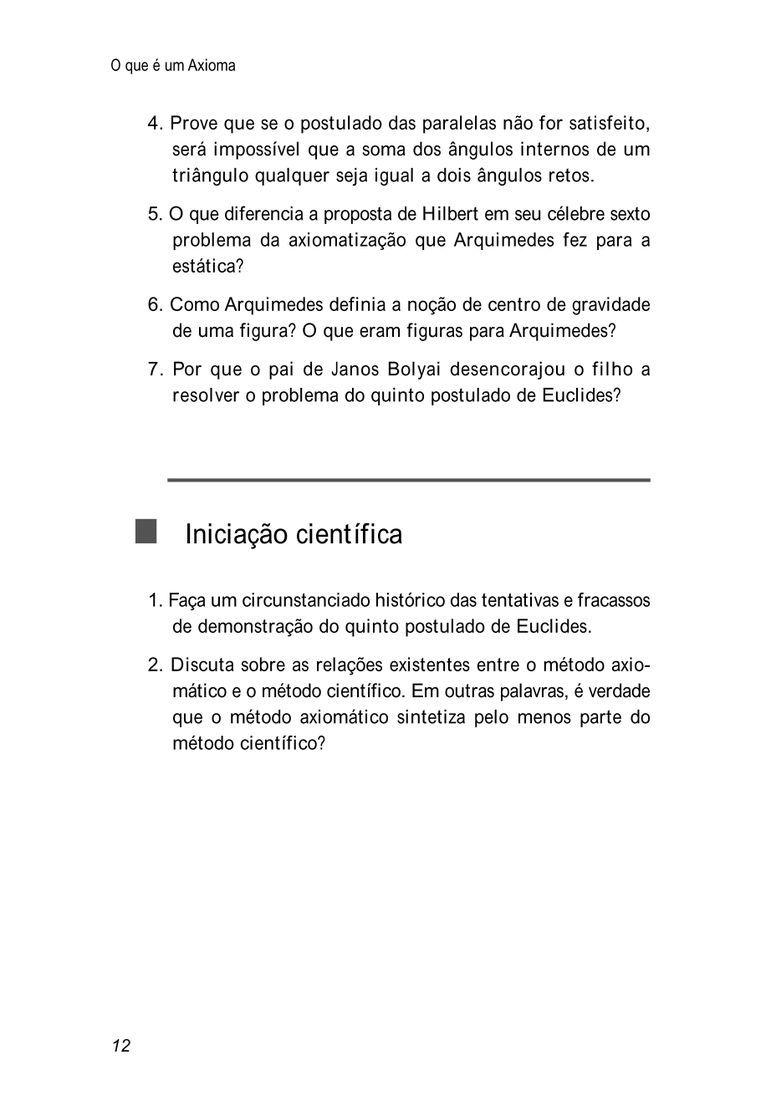 O que é um Axioma
4. Prove que se o postulado das paralelas não for satisfeito,
será impossível que a soma dos ângulos internos de um
triângulo qualquer seja igual a dois ângulos retos.
5. O que diferencia a proposta de Hilbert em seu célebre sexto
problema da axiomatização que Arquimedes fez para a
estática?
6. Como Arquimedes definia a noção de centro de gravidade
de uma figura? O que eram figuras para Arquimedes?
7. Por que o pai de Janos Bolyai desencorajou o filho a
resolver o problema do quinto postulado de Euclides?
Iniciação científica
1. Faça um circunstanciado histórico das tentativas e fracassos
de demonstração do quinto postulado de Euclides.
2. Discuta sobre as relações existentes entre o método axio-
mático e o método científico. Em outras palavras, é verdade
que o método axiomático sintetiza pelo menos parte do
método científico?
12